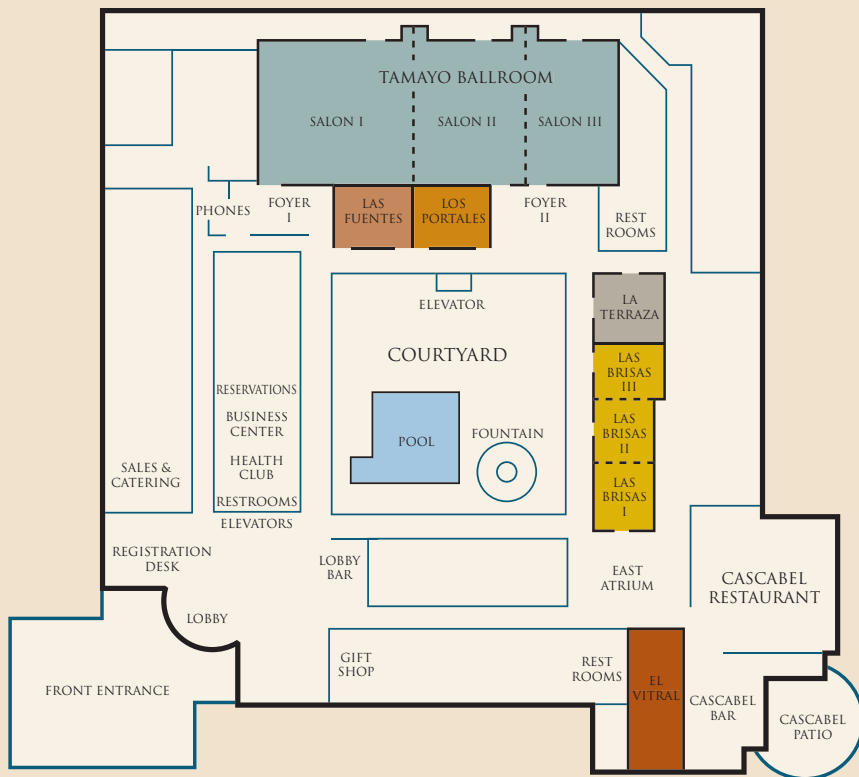 TAMAYO BALLROOM
SALON I
SALON II
SALON III
PHONES
FOYER
I
LAS
FUENTES
LOS
PORTALES
FOYER
II
REST
ROOMS
ELEVATOR
LA
TERRAZA
COURTYARD
LAS
BRISAS
III
RESERVATIONS
BUSINESS
CENTER
HEALTH
CLUB
RESTROOMS
ELEVATORS
POOL
FOUNTAIN
LAS
BRISAS
II
SALES &
CATERING
LAS
BRISAS
I
REGISTRATION
DESK
LOBBY
BAR
EAST
ATRIUM
CASCABEL
RESTAURANT
LOBBY
GIFT
SHOP
REST
ROOMS
EL
VITRAL
FRONT ENTRANCE
CASCABEL
BAR
CASCABEL
PATIO